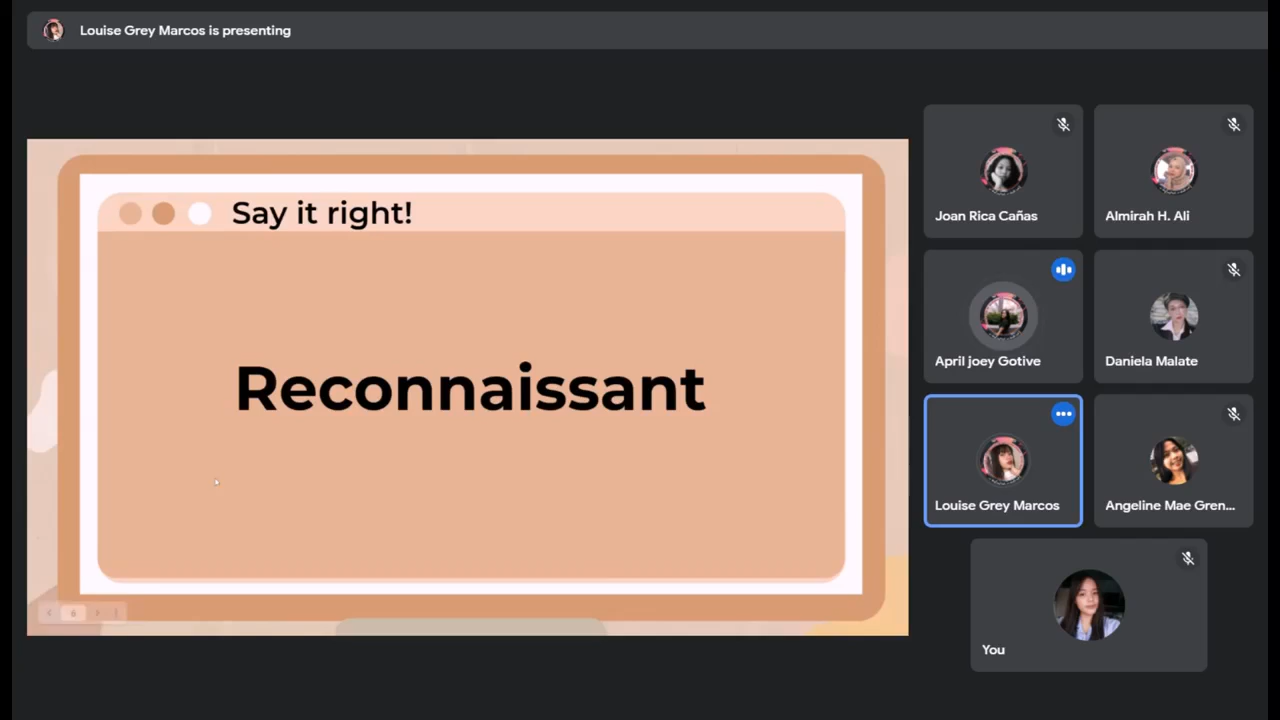 Louise Grey Marcos is presenting
Say it right!
Reconnaissant
6
Joan Rica Cañas
Almirah H. Ali
April joey Gotive
Daniela Malate
Louise Grey Marcos
Angeline Mae Gren...
You